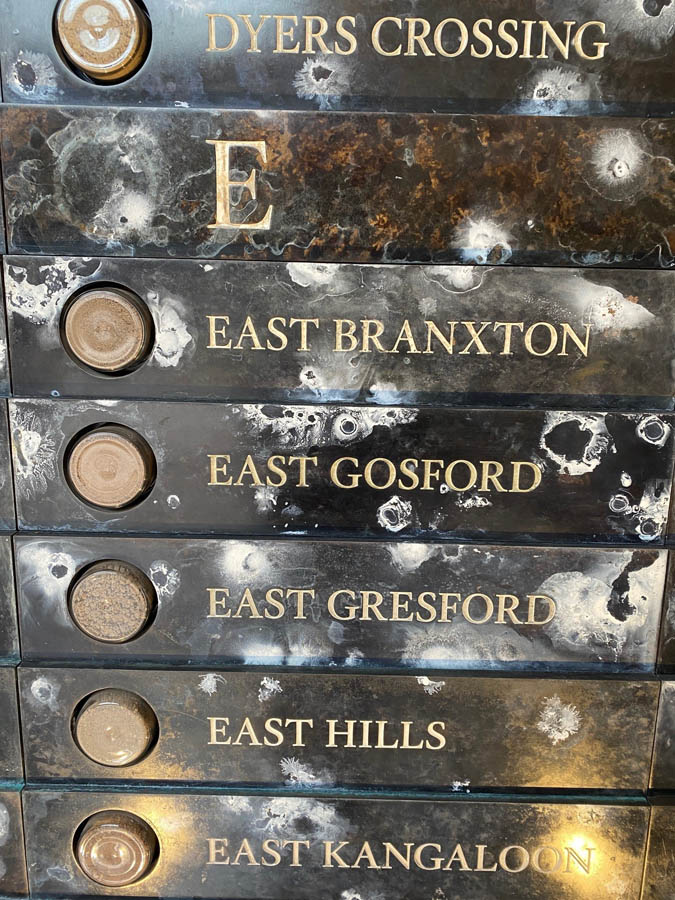 DYERS CROSSING
E
EAST BRANXTON
EAST GOSFORD
EAST GRESFORD
EAST HILLS
EAST KANGALOON